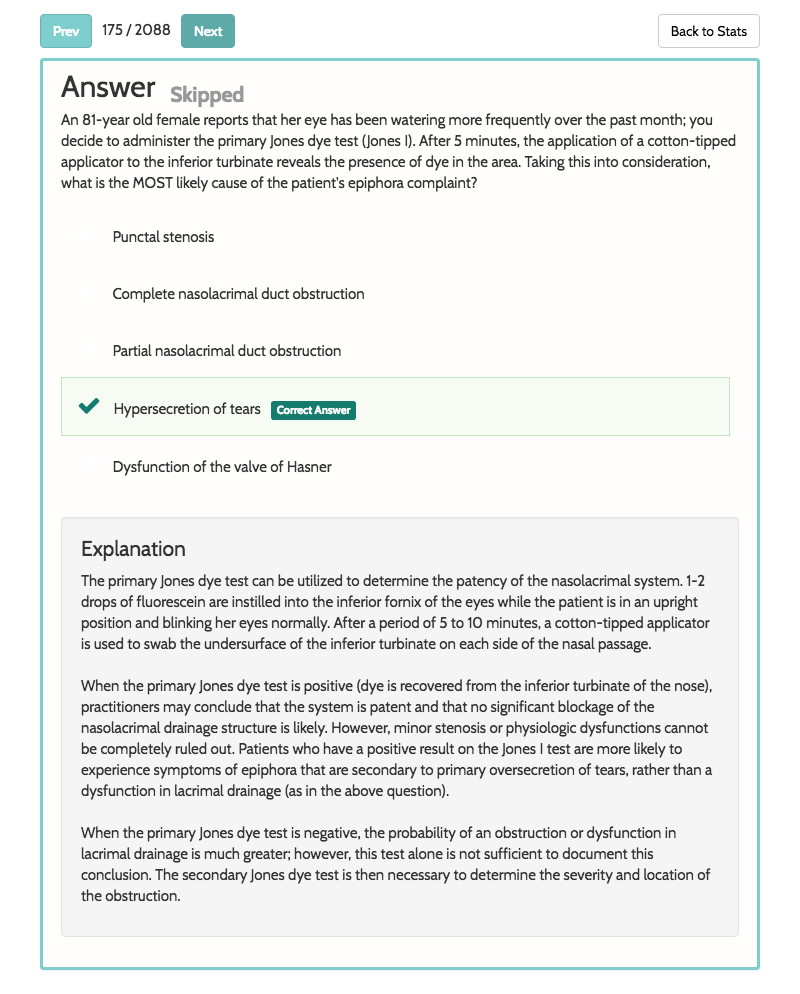 Prev 175 / 2088 Next Back to Stats
Answer Skipped
An 81-year old female reports that her eye has been watering more frequently over the past month; you
decide to administer the primary Jones dye test (Jones I). After 5 minutes, the application of a cotton-tipped
applicator to the inferior turbinate reveals the presence of dye in the area. Taking this into consideration,
what is the MOST likely cause of the patient's epiphora complaint?
Punctal stenosis
Complete nasolacrimal duct obstruction
Partial nasolacrimal duct obstruction
Hypersecretion of tears Correct Answer
Dysfunction of the valve of Hasner
Explanation
The primary Jones dye test can be utilized to determine the patency of the nasolacrimal system. 1-2
drops of fluorescein are instilled into the inferior fornix of the eyes while the patient is in an upright
position and blinking her eyes normally. After a period of 5 to 10 minutes, a cotton-tipped applicator
is used to swab the undersurface of the inferior turbinate on each side of the nasal passage.
When the primary Jones dye test is positive (dye is recovered from the inferior turbinate of the nose),
practitioners may conclude that the system is patent and that no significant blockage of the
nasolacrimal drainage structure is likely. However, minor stenosis or physiologic dysfunctions cannot
be completely ruled out. Patients who have a positive result on the Jones I test are more likely to
experience symptoms of epiphora that are secondary to primary oversecretion of tears, rather than a
dysfunction in lacrimal drainage (as in the above question).
When the primary Jones dye test is negative, the probability of an obstruction or dysfunction in
lacrimal drainage is much greater; however, this test alone is not sufficient to document this
conclusion. The secondary Jones dye test is then necessary to determine the severity and location of
the obstruction.